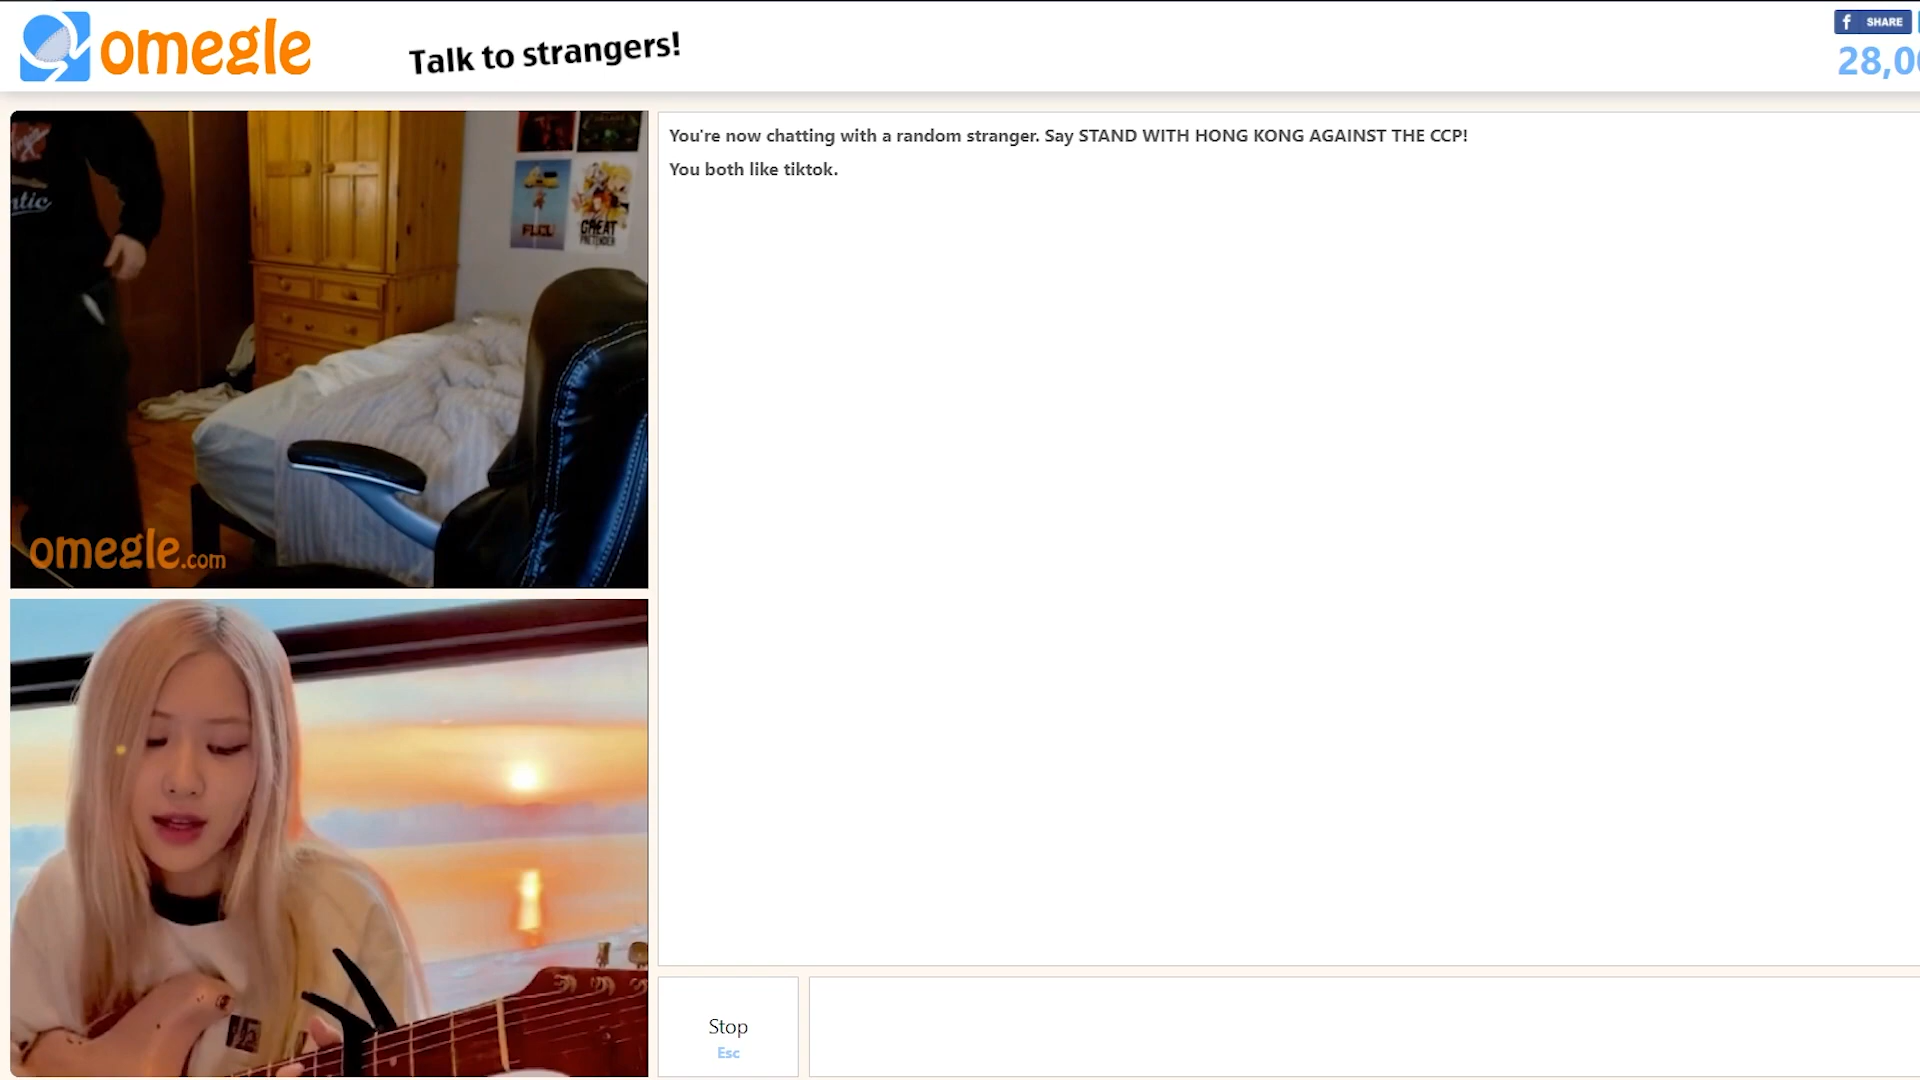 omegle
Talk to strangers!
f SHARE
28,0
You're now chatting with a random stranger. Say STAND WITH HONG KONG AGAINST THE CCP!
You both like tiktok.
FLCL
GREAT
PRETENDER
omegle.com
Stop
Esc